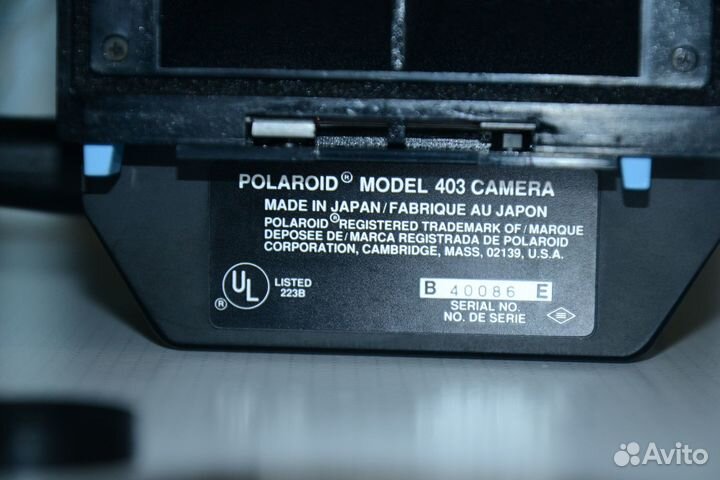 POLAROID® MODEL 403 CAMERA
MADE IN JAPAN/FABRIQUE AU JAPON
POLAROID®REGISTERED TRADEMARK OF/MARQUE
DEPOSEE DE/MARCA REGISTRADA DE POLAROID
CORPORATION, CAMBRIDGE, MASS, 02139, U.S.A.
UL ®
LISTED
223B
B 40086 E
SERIAL NO.
NO. DE SERIE
Avito